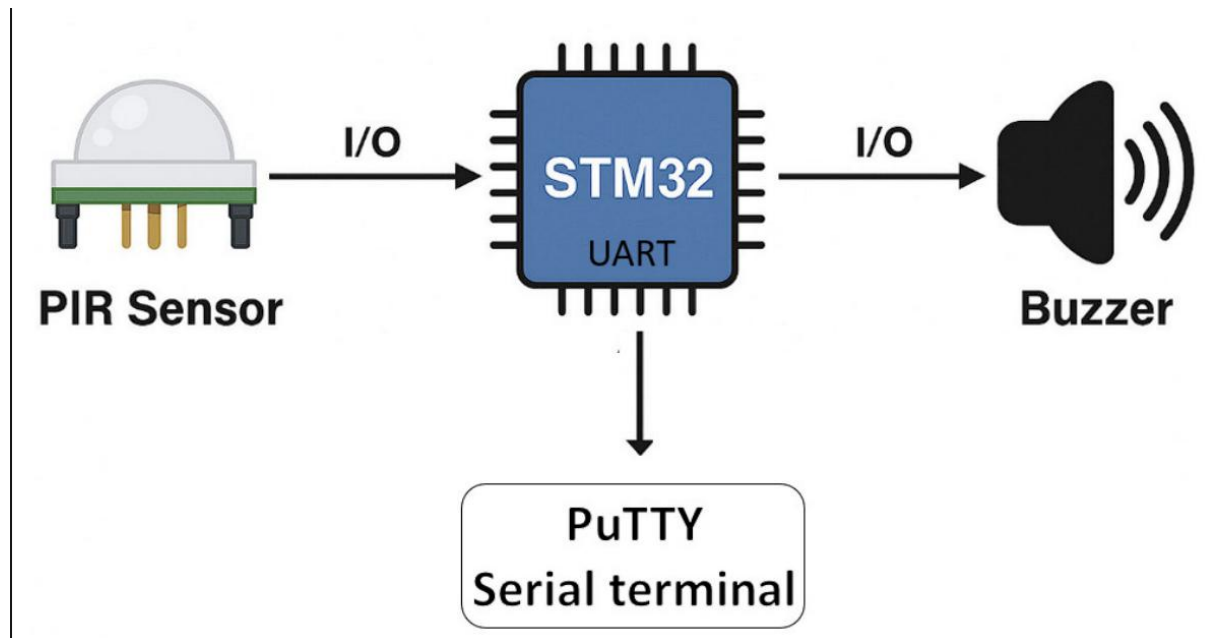 I/O
I/O
STM32
UART
PIR Sensor
Buzzer
PuTTY
Serial terminal